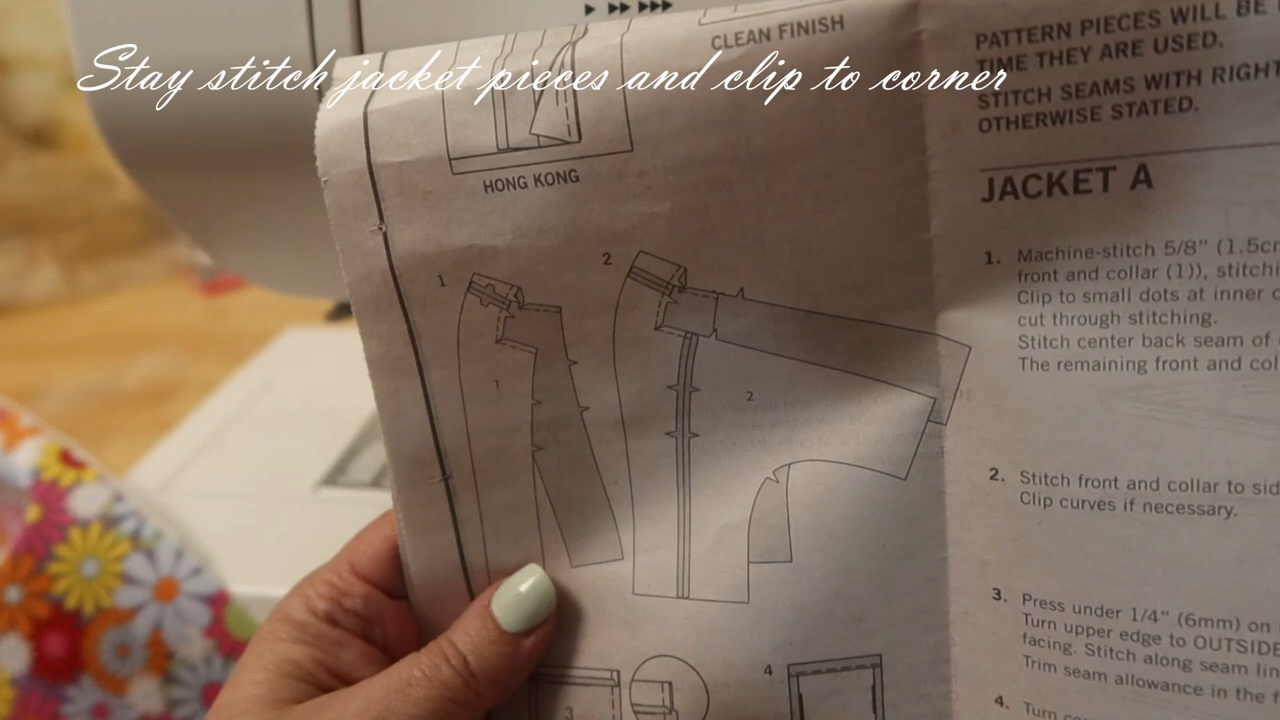 Stay stitch jacket pieces and clip to corner
CLEAN FINISH
HONG KONG
1
2
1
2
3
4
PATTERN PIECES WILL BE
TIME THEY ARE USED.
STITCH SEAMS WITH RIGHT
OTHERWISE STATED.
JACKET A
1. Machine-stitch 5/8" (1.5cm
front and collar (1)), stitchi
Clip to small dots at inner c
cut through stitching.
Stitch center back seam of
The remaining front and col
2. Stitch front and collar to sid
Clip curves if necessary.
3. Press under 1/4" (6mm) on
Turn upper edge to OUTSIDE
facing. Stitch along seam lin
Trim seam allowance in the f
4. Turn